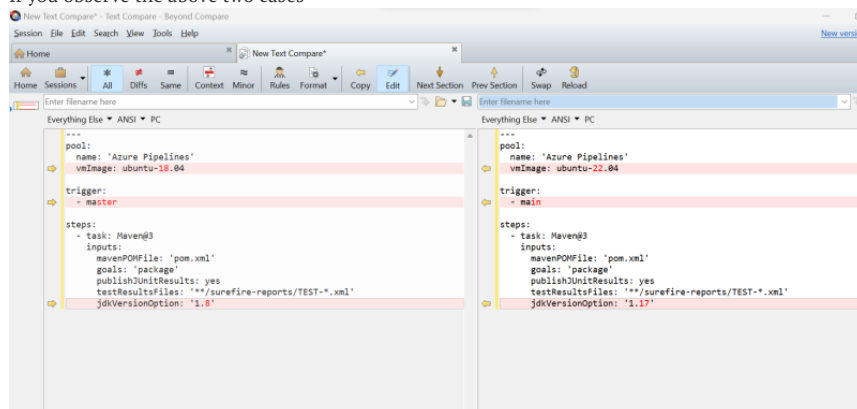 If you observe the above two cases
New Text Compare* - Text Compare - Beyond Compare
Session File Edit Search View Tools Help
New versi
Home
New Text Compare*
Home Sessions All Diffs Same Context Minor Rules Format Copy Edit Next Section Prev Section Swap Reload
Enter filename here
Enter filename here
Everything Else ANSI PC
Everything Else ANSI PC
---
pool:
name: 'Azure Pipelines'
vmImage: ubuntu-18.04
trigger:
- master
steps:
- task: Maven@3
inputs:
mavenPOMFile: 'pom.xml'
goals: 'package'
publishJUnitResults: yes
testResultsFiles: '**/surefire-reports/TEST-*.xml'
jdkVersionOption: '1.8'
---
pool:
name: 'Azure Pipelines'
vmImage: ubuntu-22.04
trigger:
- main
steps:
- task: Maven@3
inputs:
mavenPOMFile: 'pom.xml'
goals: 'package'
publishJUnitResults: yes
testResultsFiles: '**/surefire-reports/TEST-*.xml'
jdkVersionOption: '1.17'